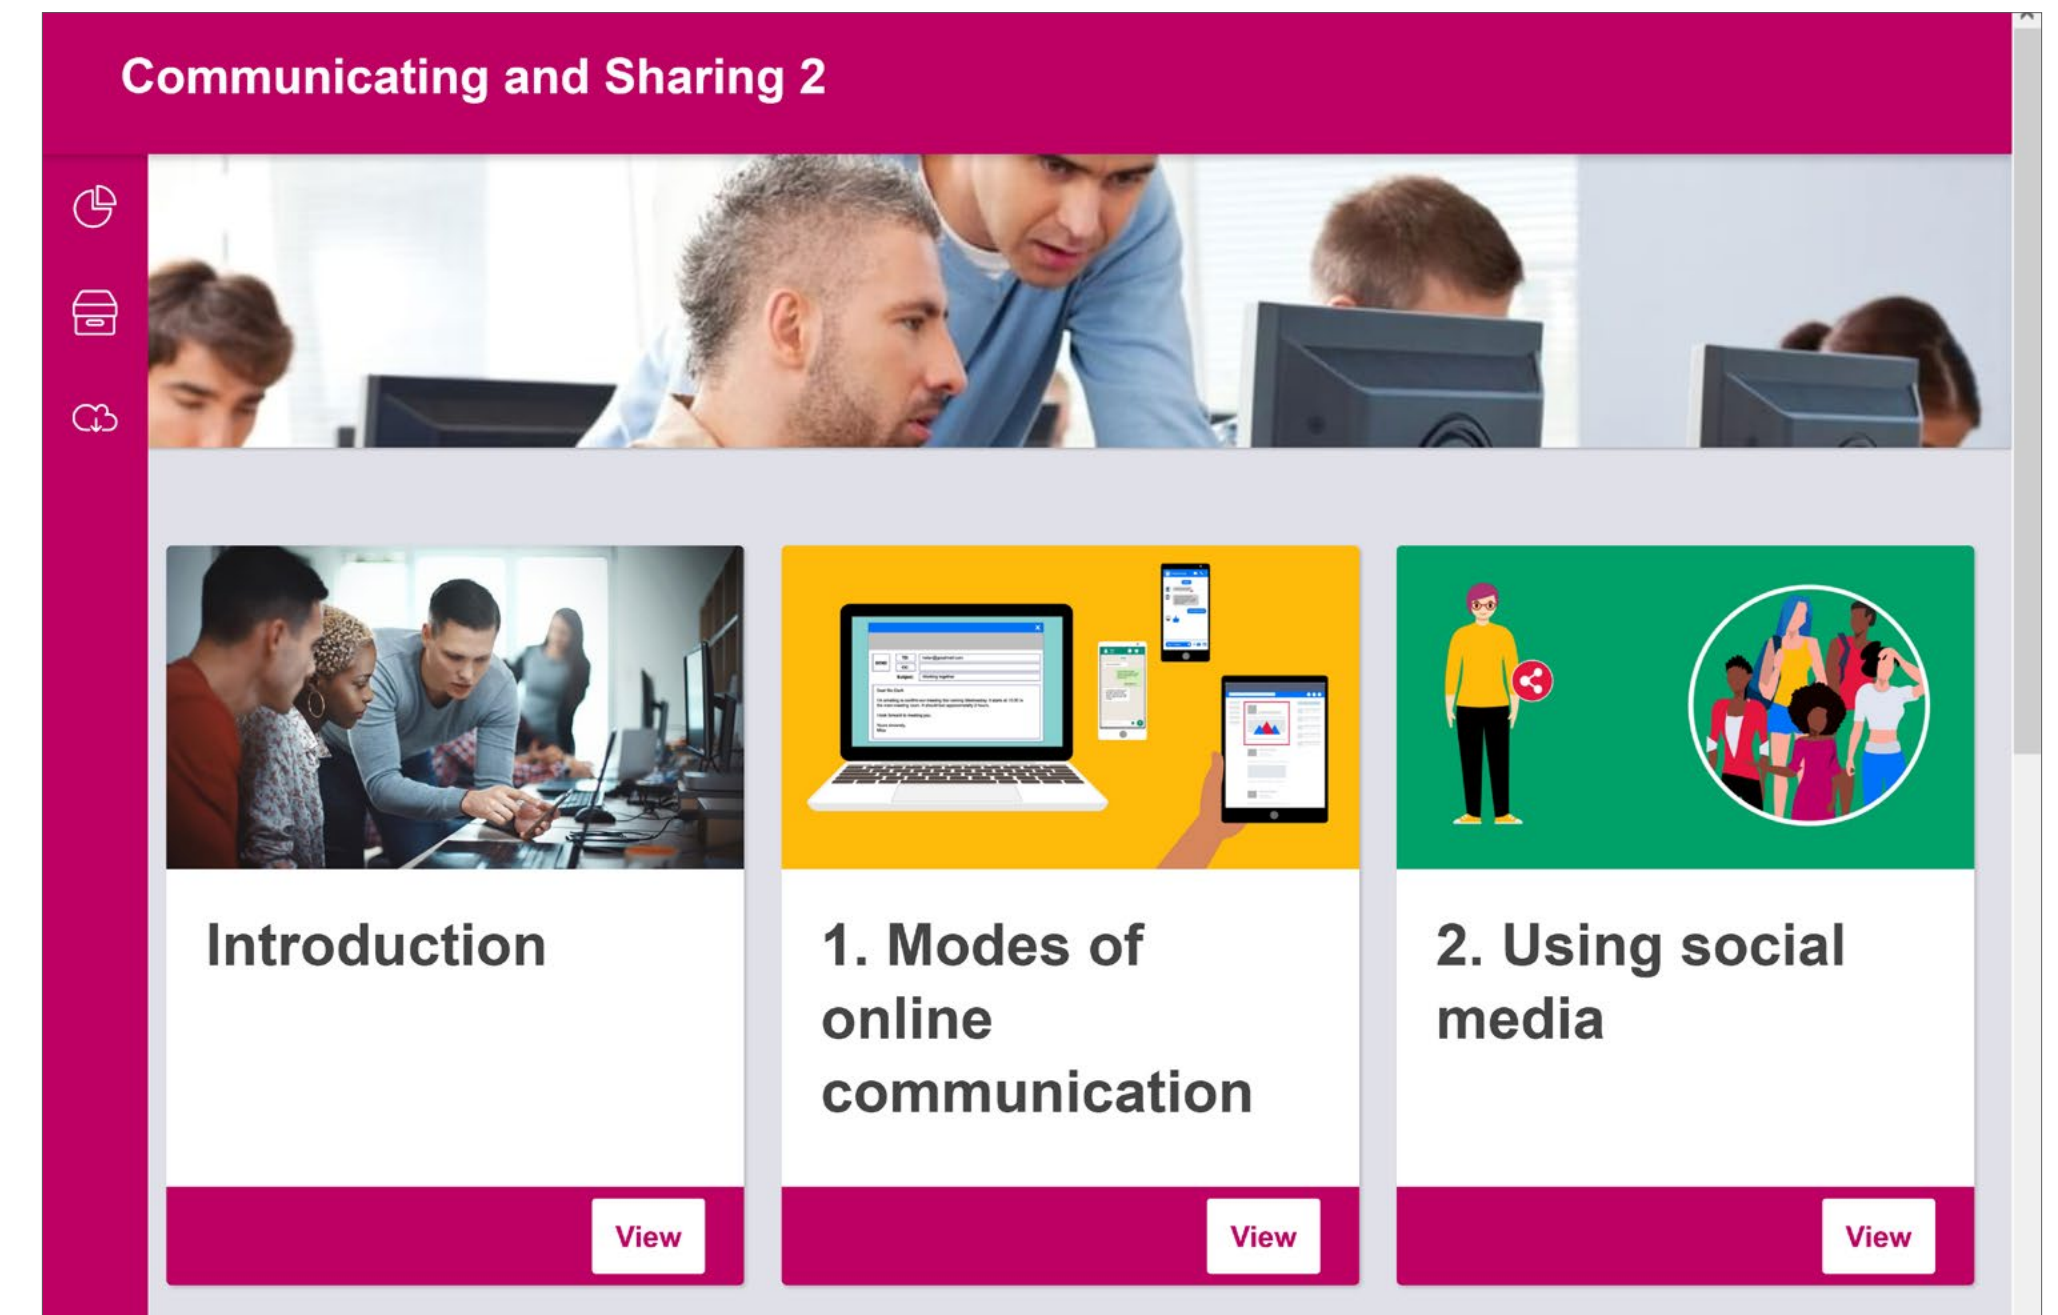 Communicating and Sharing 2
Introduction
1. Modes of
online
communication
2. Using social
media
View
View
View